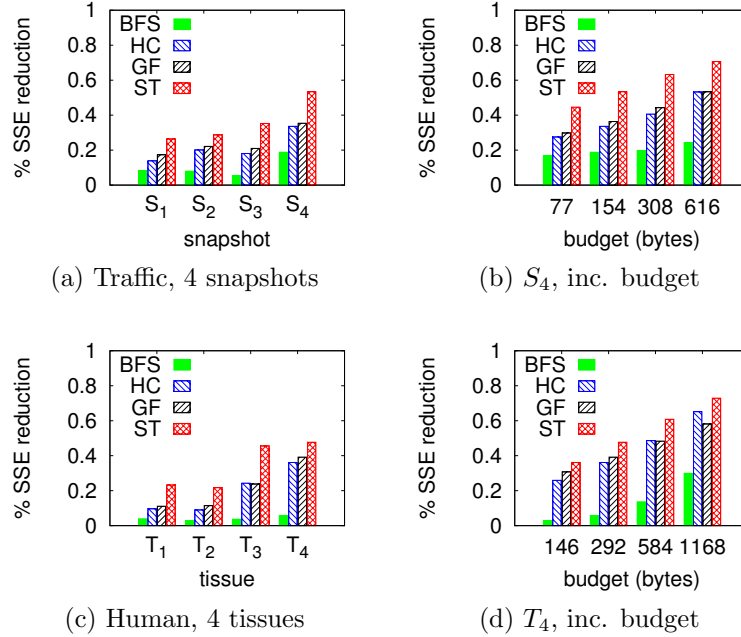 % SSE reduction
1
0.8
0.6
0.4
0.2
0
BFS
HC
GF
ST
S1 S2 S3 S4
snapshot
(a) Traffic, 4 snapshots
% SSE reduction
1
0.8
0.6
0.4
0.2
0
BFS
HC
GF
ST
77 154 308 616
budget (bytes)
(b) S4, inc. budget
% SSE reduction
1
0.8
0.6
0.4
0.2
0
BFS
HC
GF
ST
T1 T2 T3 T4
tissue
(c) Human, 4 tissues
% SSE reduction
1
0.8
0.6
0.4
0.2
0
BFS
HC
GF
ST
146 292 584 1168
budget (bytes)
(d) T4, inc. budget